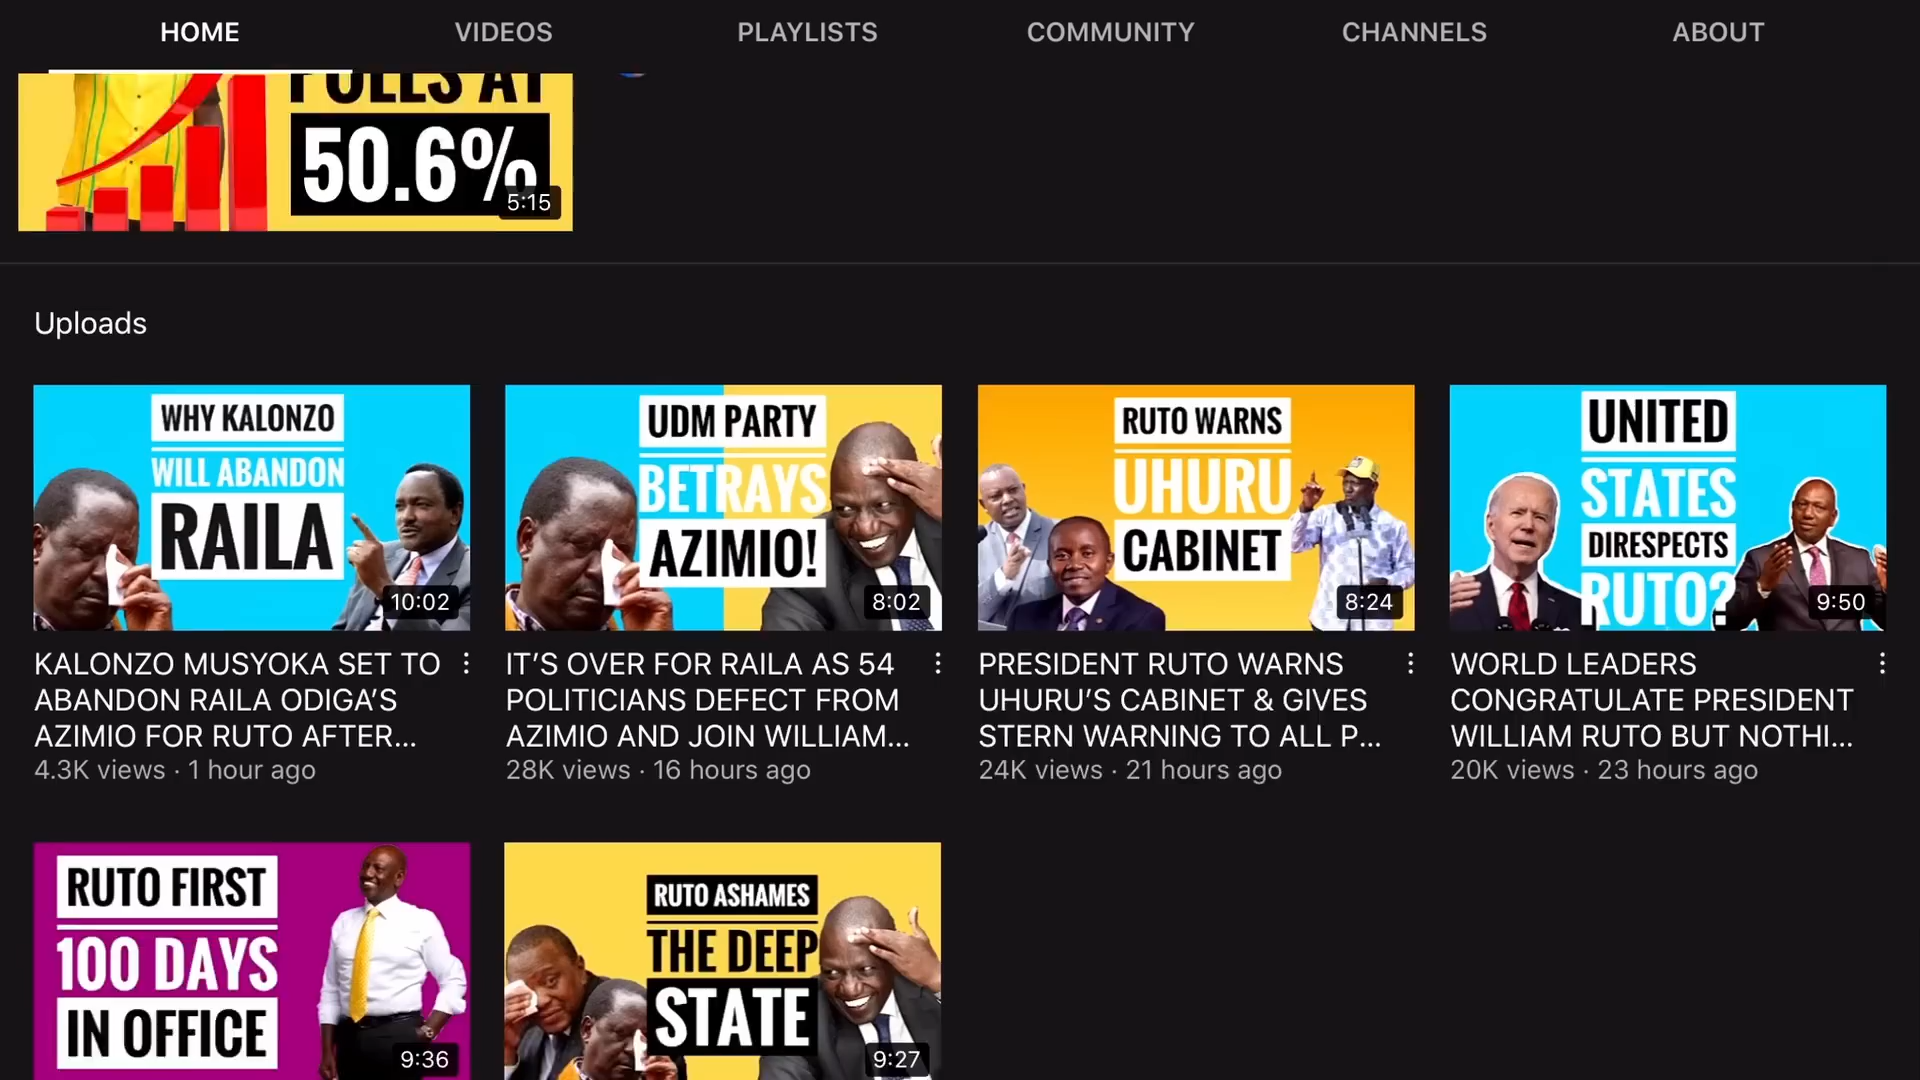 HOME
VIDEOS
PLAYLISTS
COMMUNITY
CHANNELS
ABOUT
POLLS AT
50.6%
5:15
Uploads
WHY KALONZO
WILL ABANDON
RAILA
10:02
KALONZO MUSYOKA SET TO
ABANDON RAILA ODIGA’S
AZIMIO FOR RUTO AFTER...
4.3K views · 1 hour ago
UDM PARTY
BETRAYS
AZIMIO!
8:02
IT’S OVER FOR RAILA AS 54
POLITICIANS DEFECT FROM
AZIMIO AND JOIN WILLIAM...
28K views · 16 hours ago
RUTO WARNS
UHURU
CABINET
8:24
PRESIDENT RUTO WARNS
UHURU’S CABINET & GIVES
STERN WARNING TO ALL P...
24K views · 21 hours ago
UNITED
STATES
DIRESPECTS
RUTO?
9:50
WORLD LEADERS
CONGRATULATE PRESIDENT
WILLIAM RUTO BUT NOTHI...
20K views · 23 hours ago
RUTO FIRST
100 DAYS
IN OFFICE
9:36
RUTO ASHAMES
THE DEEP
STATE
9:27